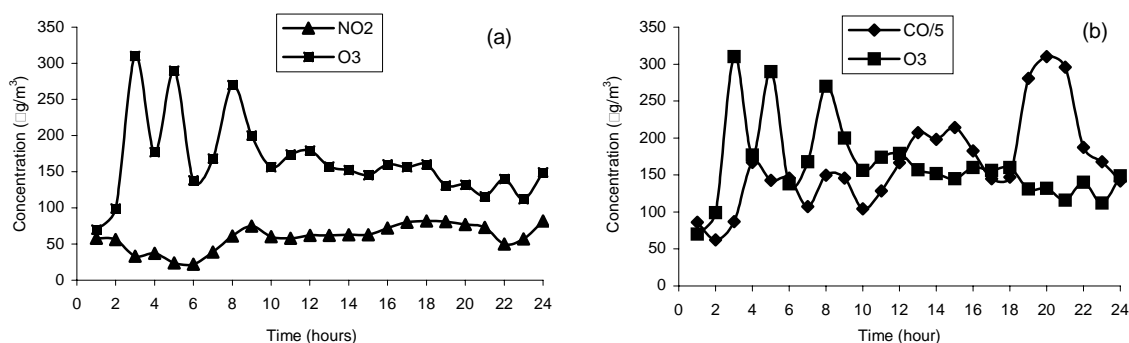 NO2
O3
(a)
Concentration (□g/m³)
350
300
250
200
150
100
50
0
0 2 4 6 8 10 12 14 16 18 20 22 24
Time (hours)
CO/5
O3
(b)
Concentration (□g/m³)
350
300
250
200
150
100
50
0
0 2 4 6 8 10 12 14 16 18 20 22 24
Time (hour)